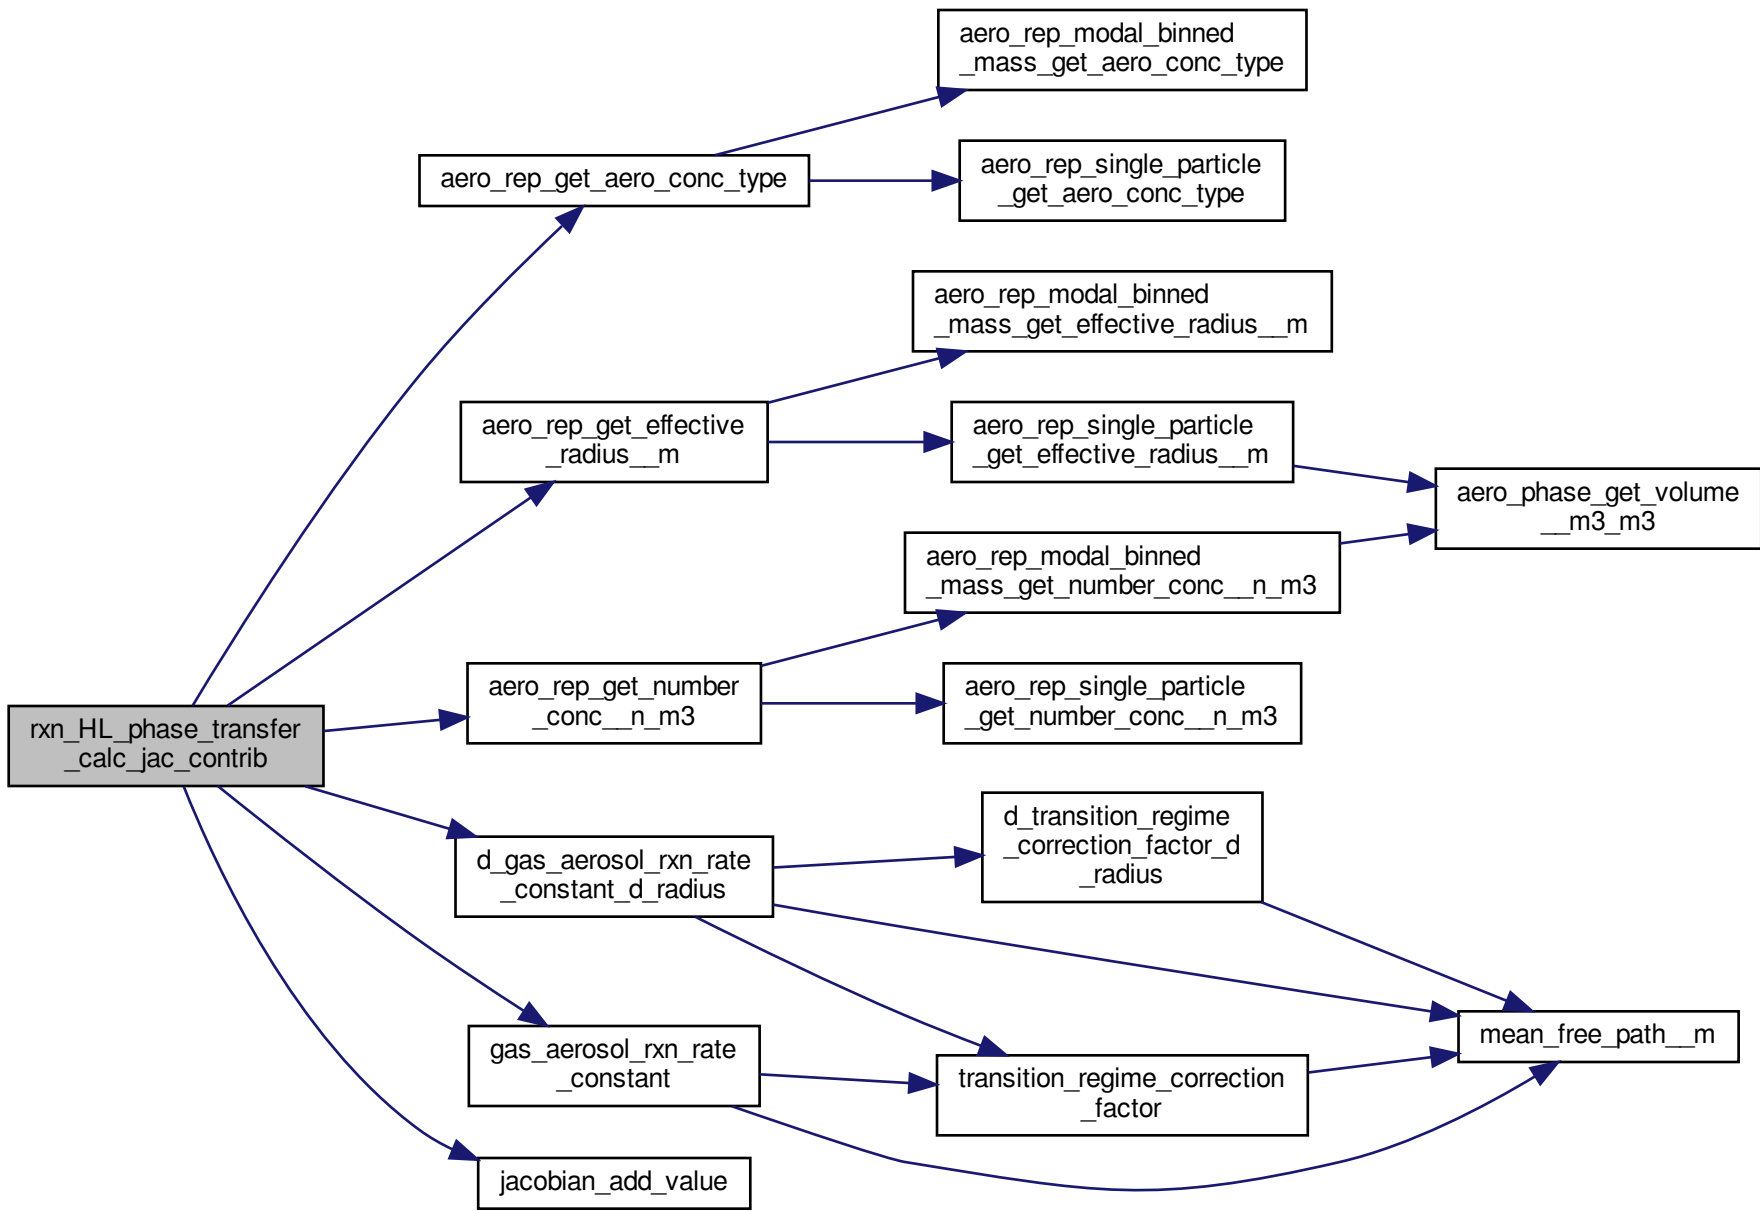 aero_rep_modal_binned
_mass_get_aero_conc_type
aero_rep_get_aero_conc_type
aero_rep_single_particle
_get_aero_conc_type
aero_rep_modal_binned
_mass_get_effective_radius__m
aero_rep_get_effective
_radius__m
aero_rep_single_particle
_get_effective_radius__m
aero_phase_get_volume
__m3_m3
aero_rep_modal_binned
_mass_get_number_conc__n_m3
aero_rep_get_number
_conc__n_m3
aero_rep_single_particle
_get_number_conc__n_m3
rxn_HL_phase_transfer
_calc_jac_contrib
d_transition_regime
_correction_factor_d
_radius
d_gas_aerosol_rxn_rate
_constant_d_radius
mean_free_path__m
gas_aerosol_rxn_rate
_constant
transition_regime_correction
_factor
jacobian_add_value